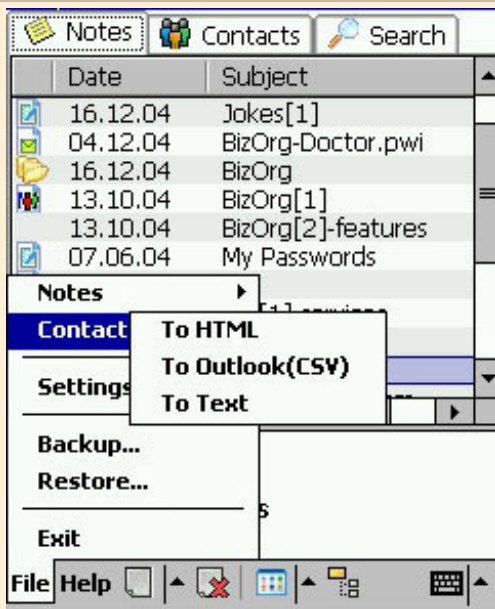 Notes Contacts Search
Date Subject
16.12.04 Jokes[1]
04.12.04 BizOrg-Doctor.pwi
16.12.04 BizOrg
13.10.04 BizOrg[1]
13.10.04 BizOrg[2]-features
07.06.04 My Passwords
Notes
Contact To HTML
To Outlook(CSV)
Settings To Text
Backup...
Restore...
Exit
File Help